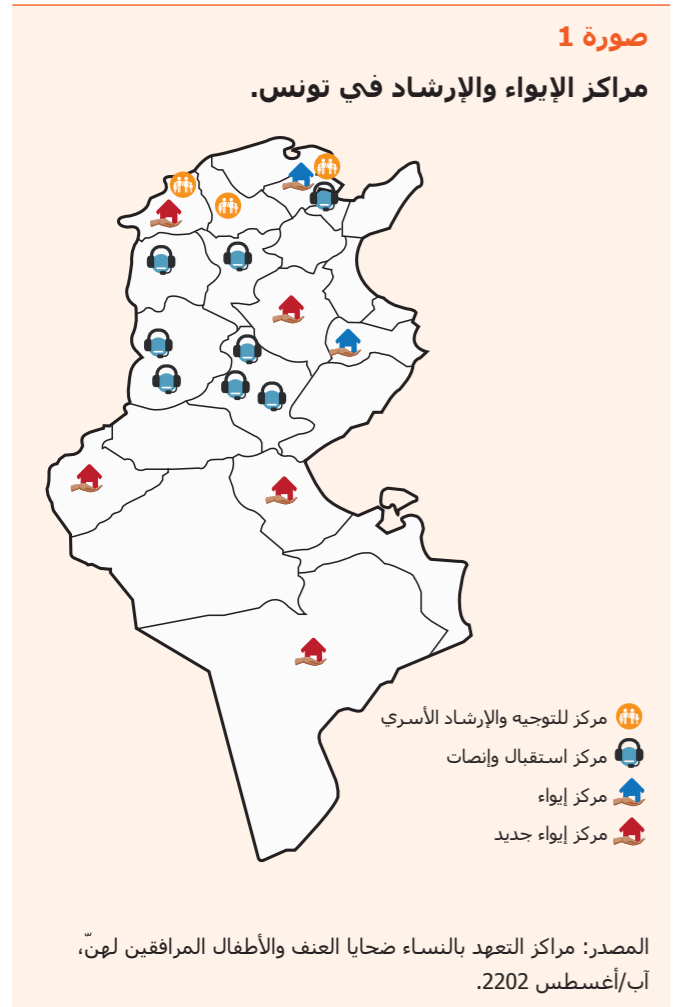 صورة 1
مراكز الإيواء والإرشاد في تونس.
مركز للتوجيه والإرشاد الأسري
مركز استقبال وإنصات
مركز إيواء
مركز إيواء جديد
المصدر: مراكز التعهد بالنساء ضحايا العنف والأطفال المرافقين لهنّ،
آب/أغسطس 2202.